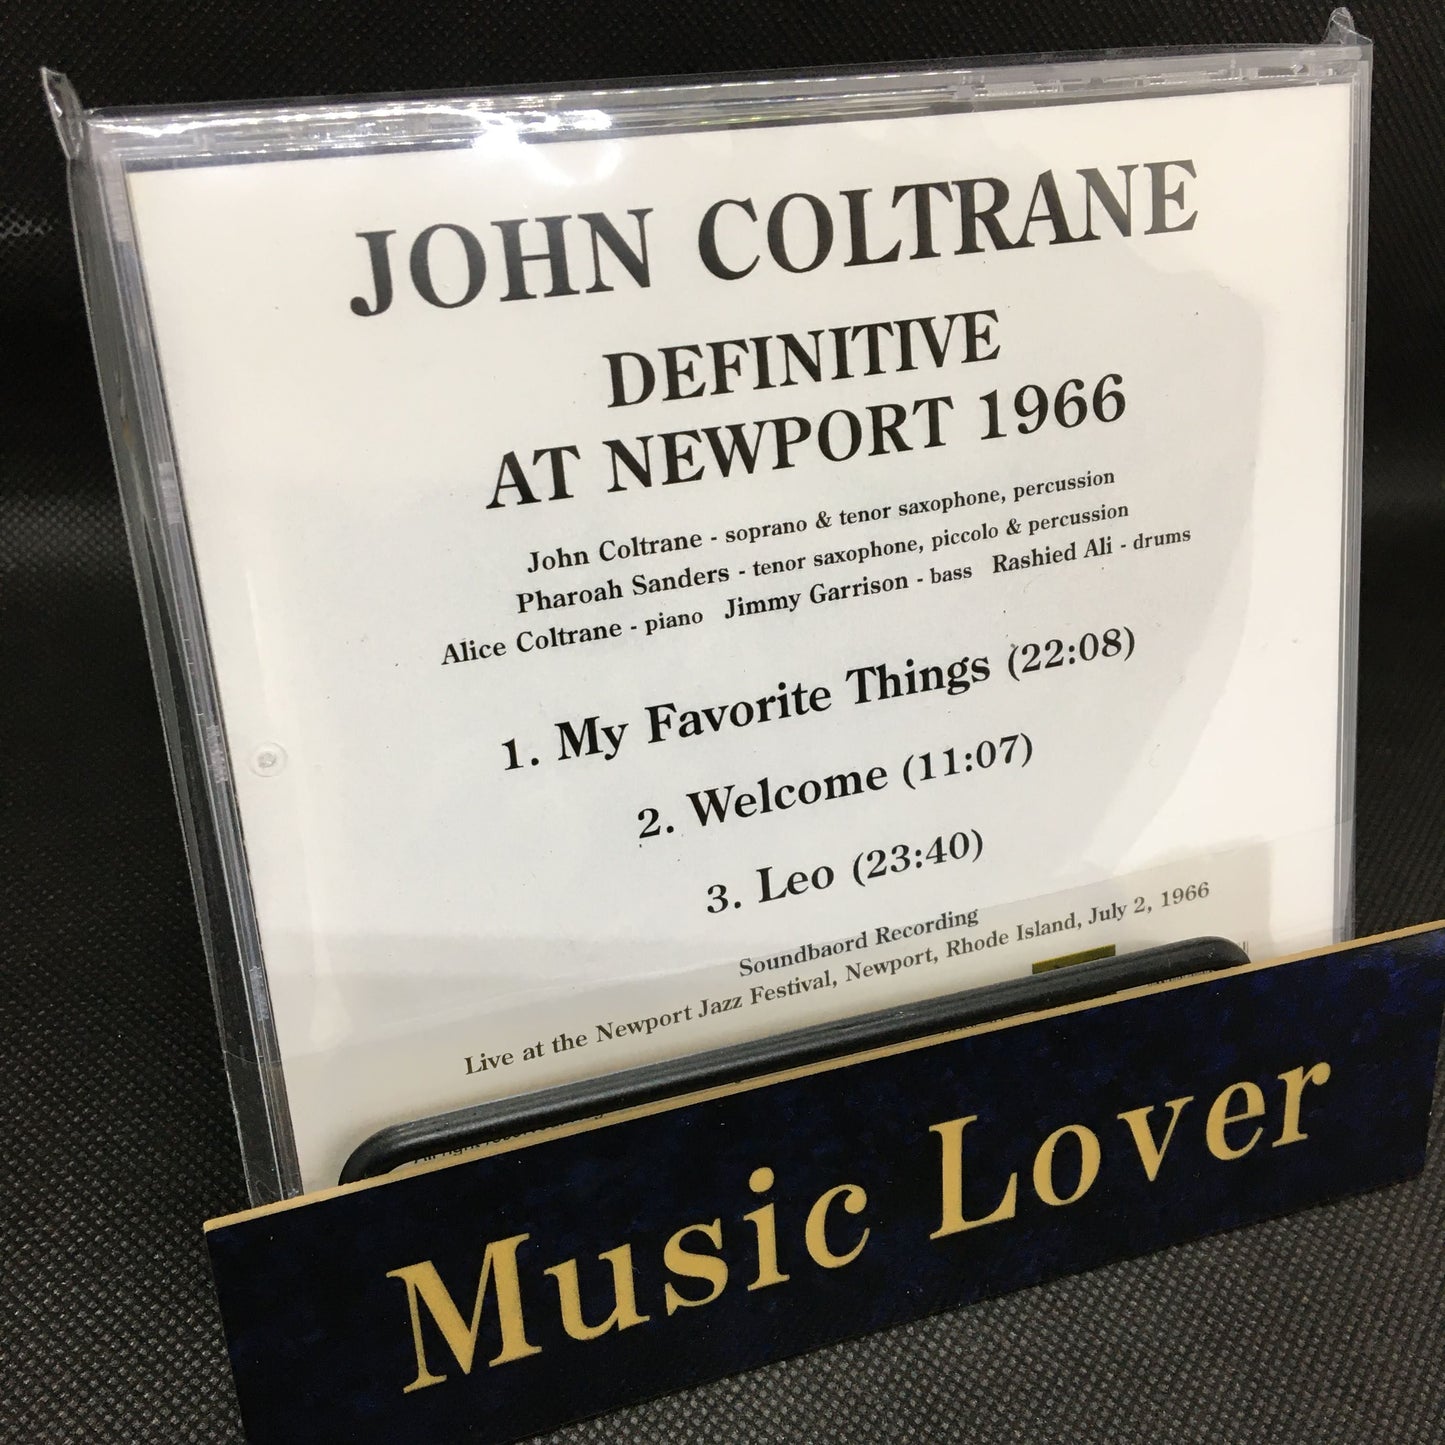 JOHN COLTRANE
DEFINITIVE
AT NEWPORT 1966
John Coltrane - soprano & tenor saxophone, percussion
Pharoah Sanders - tenor saxophone, piccolo & percussion
Alice Coltrane - piano Jimmy Garrison - bass Rashied Ali - drums
1. My Favorite Things (22:08)
2. Welcome (11:07)
3. Leo (23:40)
Soundbaord Recording
Live at the Newport Jazz Festival, Newport, Rhode Island, July 2, 1966
Music Lover